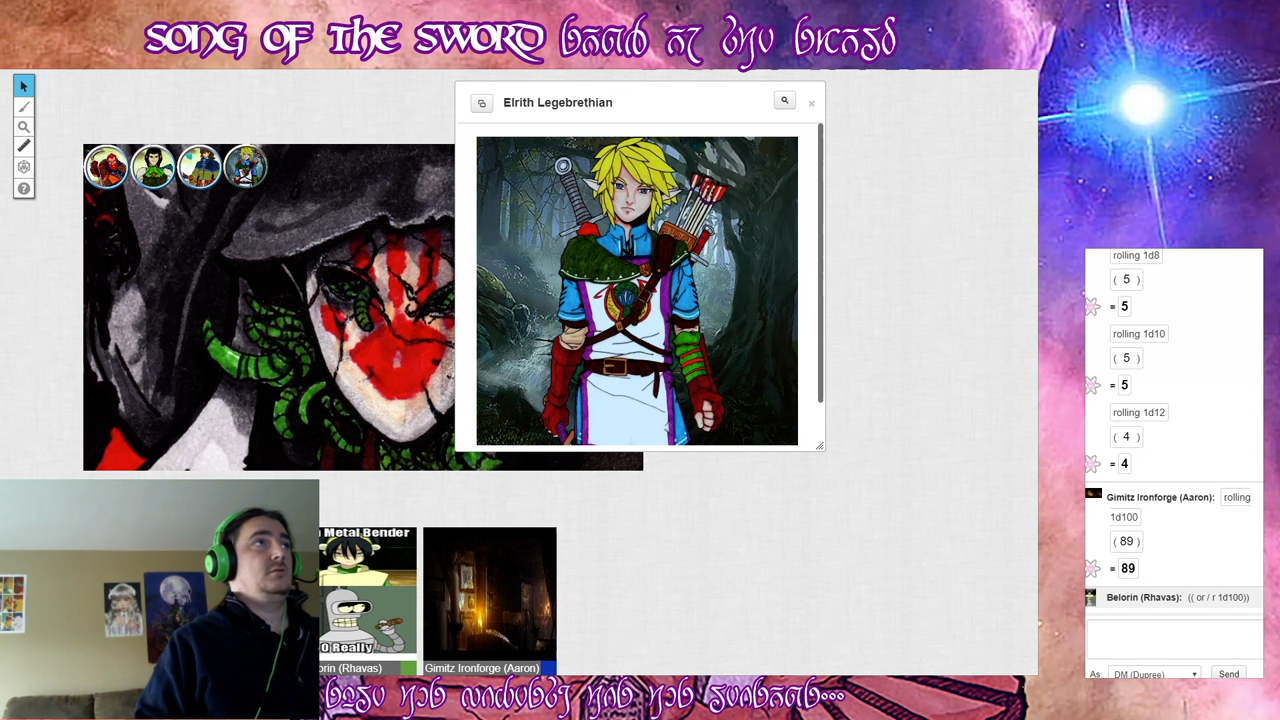 SONG OF THE SWORD
Elrith Legebrethian
×
rolling 1d8
( 5 )
= 5
rolling 1d10
( 5 )
= 5
rolling 1d12
( 4 )
= 4
Gimitz Ironforge (Aaron): rolling
1d100
( 89 )
= 89
Belorin (Rhavas): (( or / r 1d100))
As: DM (Dupree) Send
Metal Bender
O Really
orin (Rhavas)
Gimitz Ironforge (Aaron)